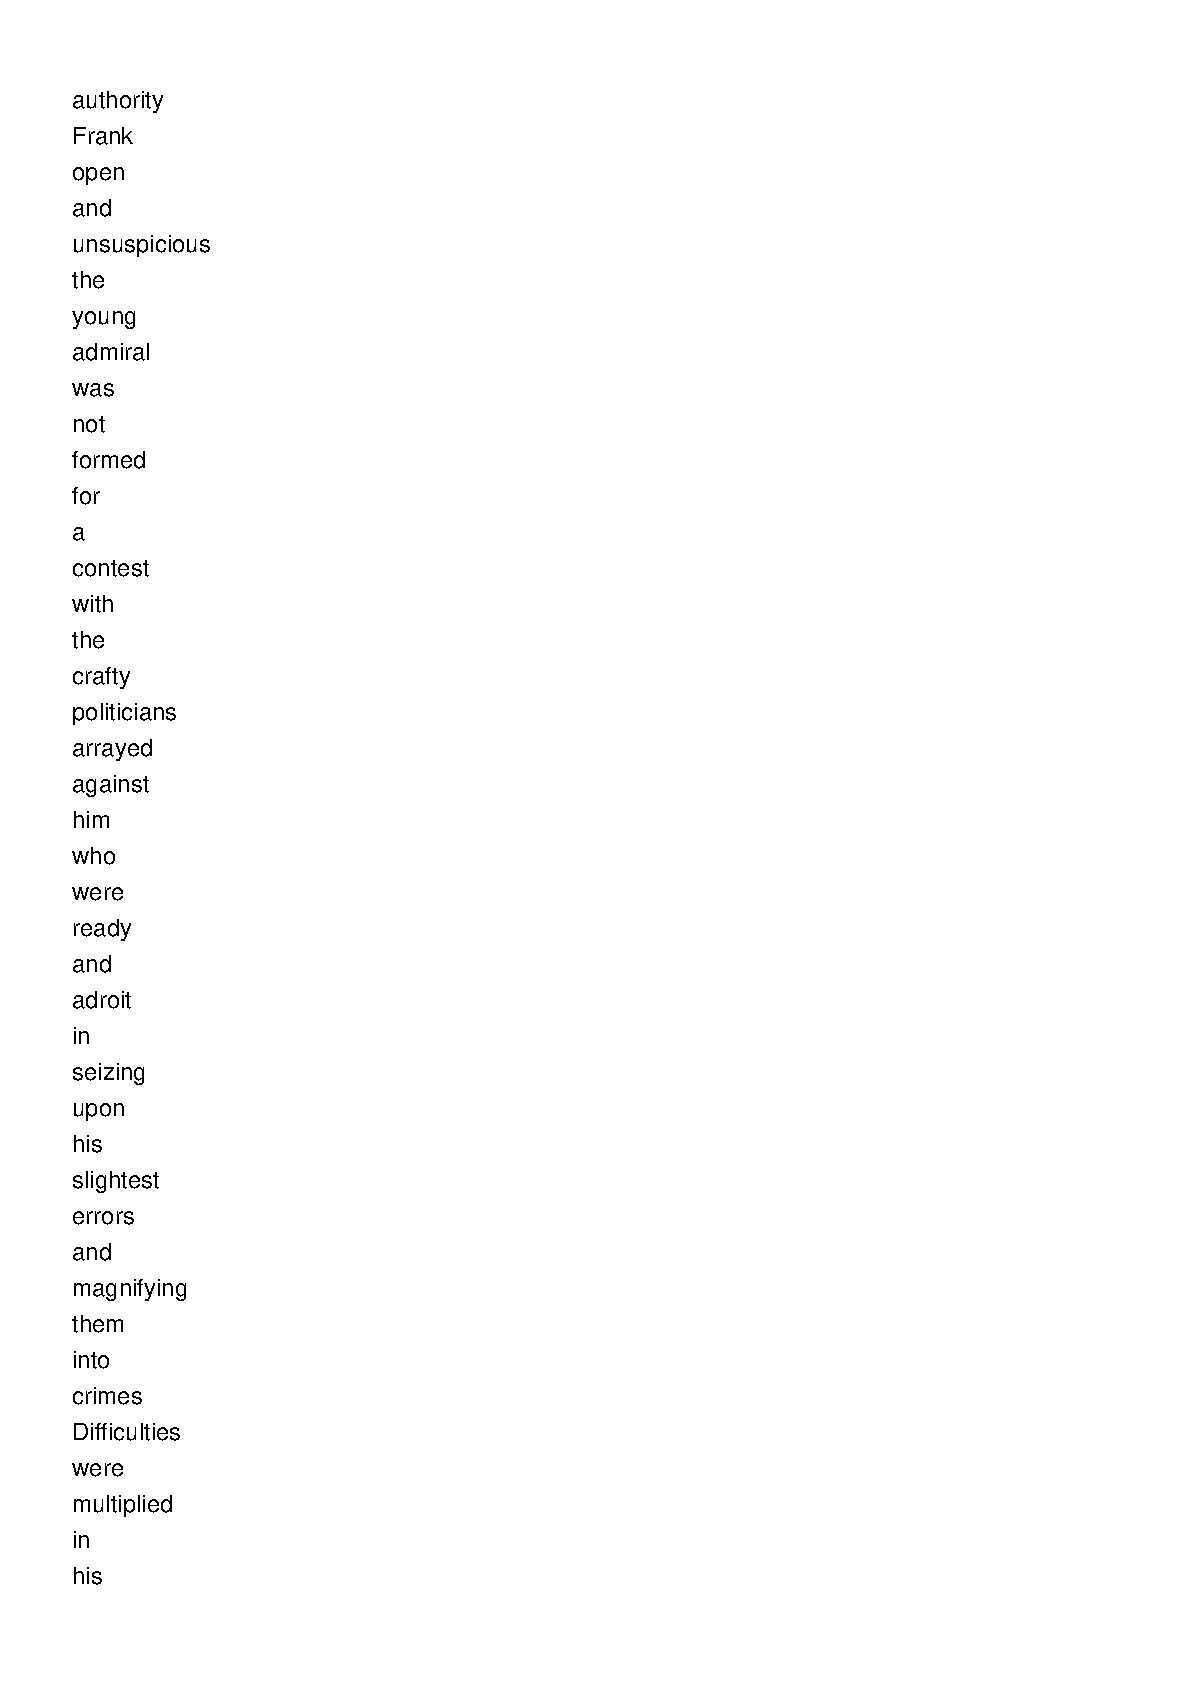 authority
Frank
open
and
unsuspicious
the
young
admiral
was
not
formed
for
a
contest
with
the
crafty
politicians
arrayed
against
him
who
were
ready
and
adroit
in
seizing
upon
his
slightest
errors
and
magnifying
them
into
crimes
Difficulties
were
multiplied
in
his